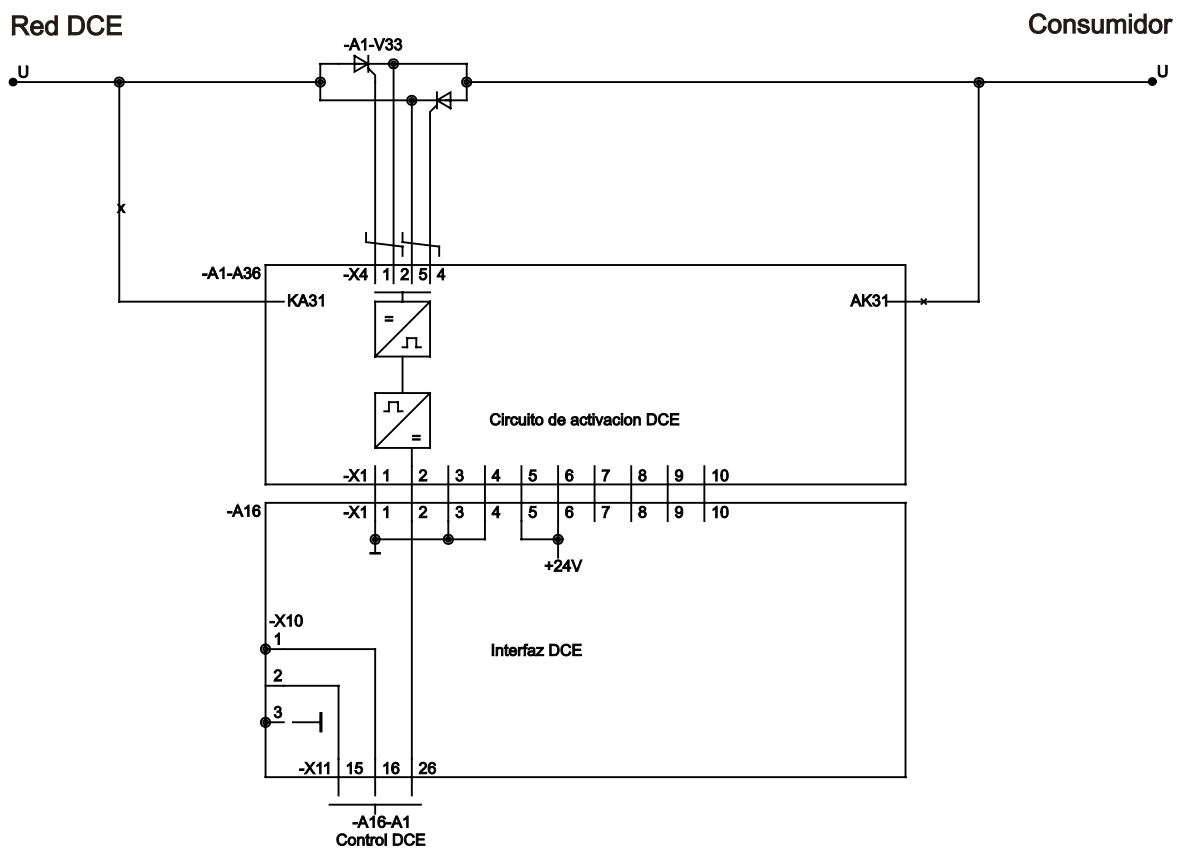 Red DCE
Consumidor
-A1-V33
U
U
x
-A1-A36
-X4 1 2 5 4
KA31
AK31
x
=
=
Circuito de activacion DCE
-X1 1 2 3 4 5 6 7 8 9 10
-A16
-X1 1 2 3 4 5 6 7 8 9 10
+24V
-X10
1
Interfaz DCE
2
3
-X11 15 16 26
-A16-A1
Control DCE